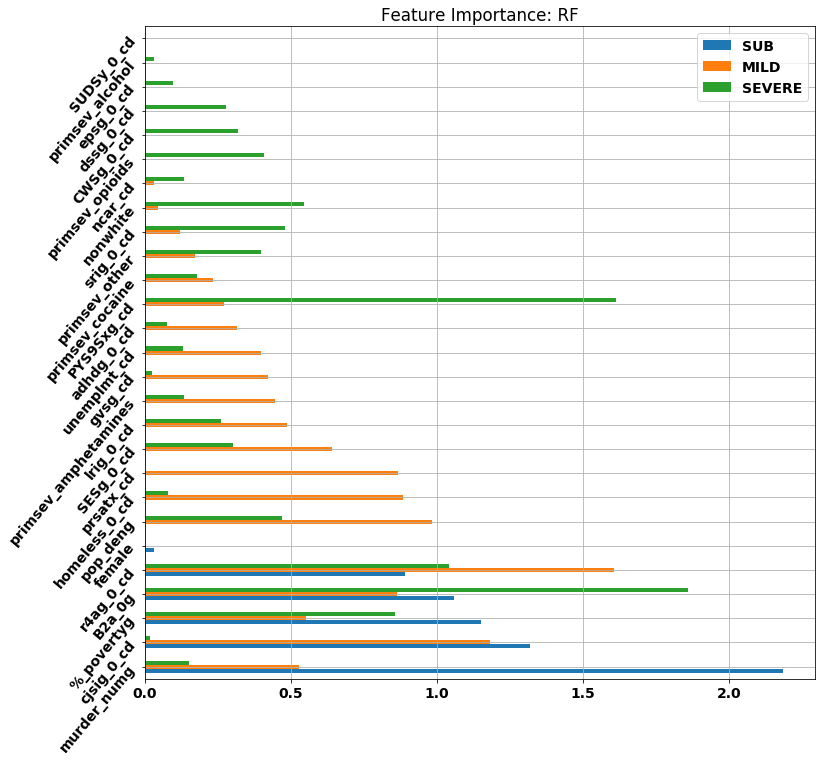 Feature Importance: RF
SUB
MILD
SEVERE
SUDSy_0_cd
primsev_alcohol
epsg_0_cd
dssg_0_cd
CWSg_0_cd
primsev_opioids
ncar_cd
nonwhite
srig_0_cd
primsev_other
primsev_cocaine
PYS9Sxg_cd
adhdg_0_cd
unemplmt_cd
gvsg_cd
primsev_amphetamines
lrig_0_cd
SESg_0_cd
prsatx_cd
homeless_0_cd
pop_deng
female
r4ag_0_cd
B2a_0g
%_povertyg
cjsig_0_cd
murder_numg
0.0 0.5 1.0 1.5 2.0